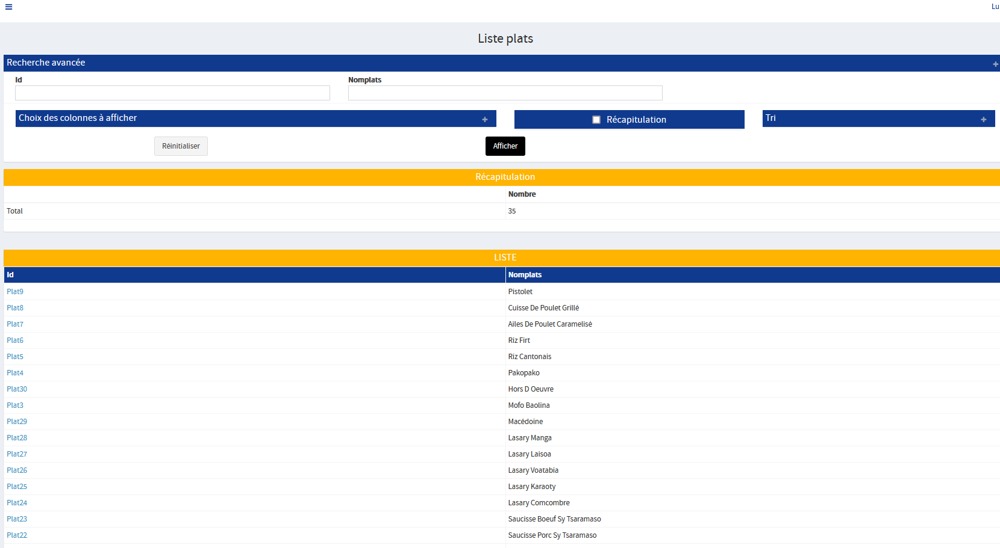 Lu
Liste plats
Recherche avancée
Id Nomplats
Choix des colonnes à afficher Récapitulation Tri
Réinitialiser Afficher
Récapitulation
Nombre
Total 35
LISTE
Id Nomplats
Plat9 Pistolet
Plat8 Cuisse De Poulet Grillé
Plat7 Ailes De Poulet Caramelisé
Plat6 Riz Firt
Plat5 Riz Cantonais
Plat4 Pakopako
Plat30 Hors D Oeuvre
Plat3 Mofo Baolina
Plat29 Macédoine
Plat28 Lasary Manga
Plat27 Lasary Laisoa
Plat26 Lasary Voatabia
Plat25 Lasary Karaoty
Plat24 Lasary Comcombre
Plat23 Saucisse Boeuf Sy Tsaramaso
Plat22 Saucisse Porc Sy Tsaramaso